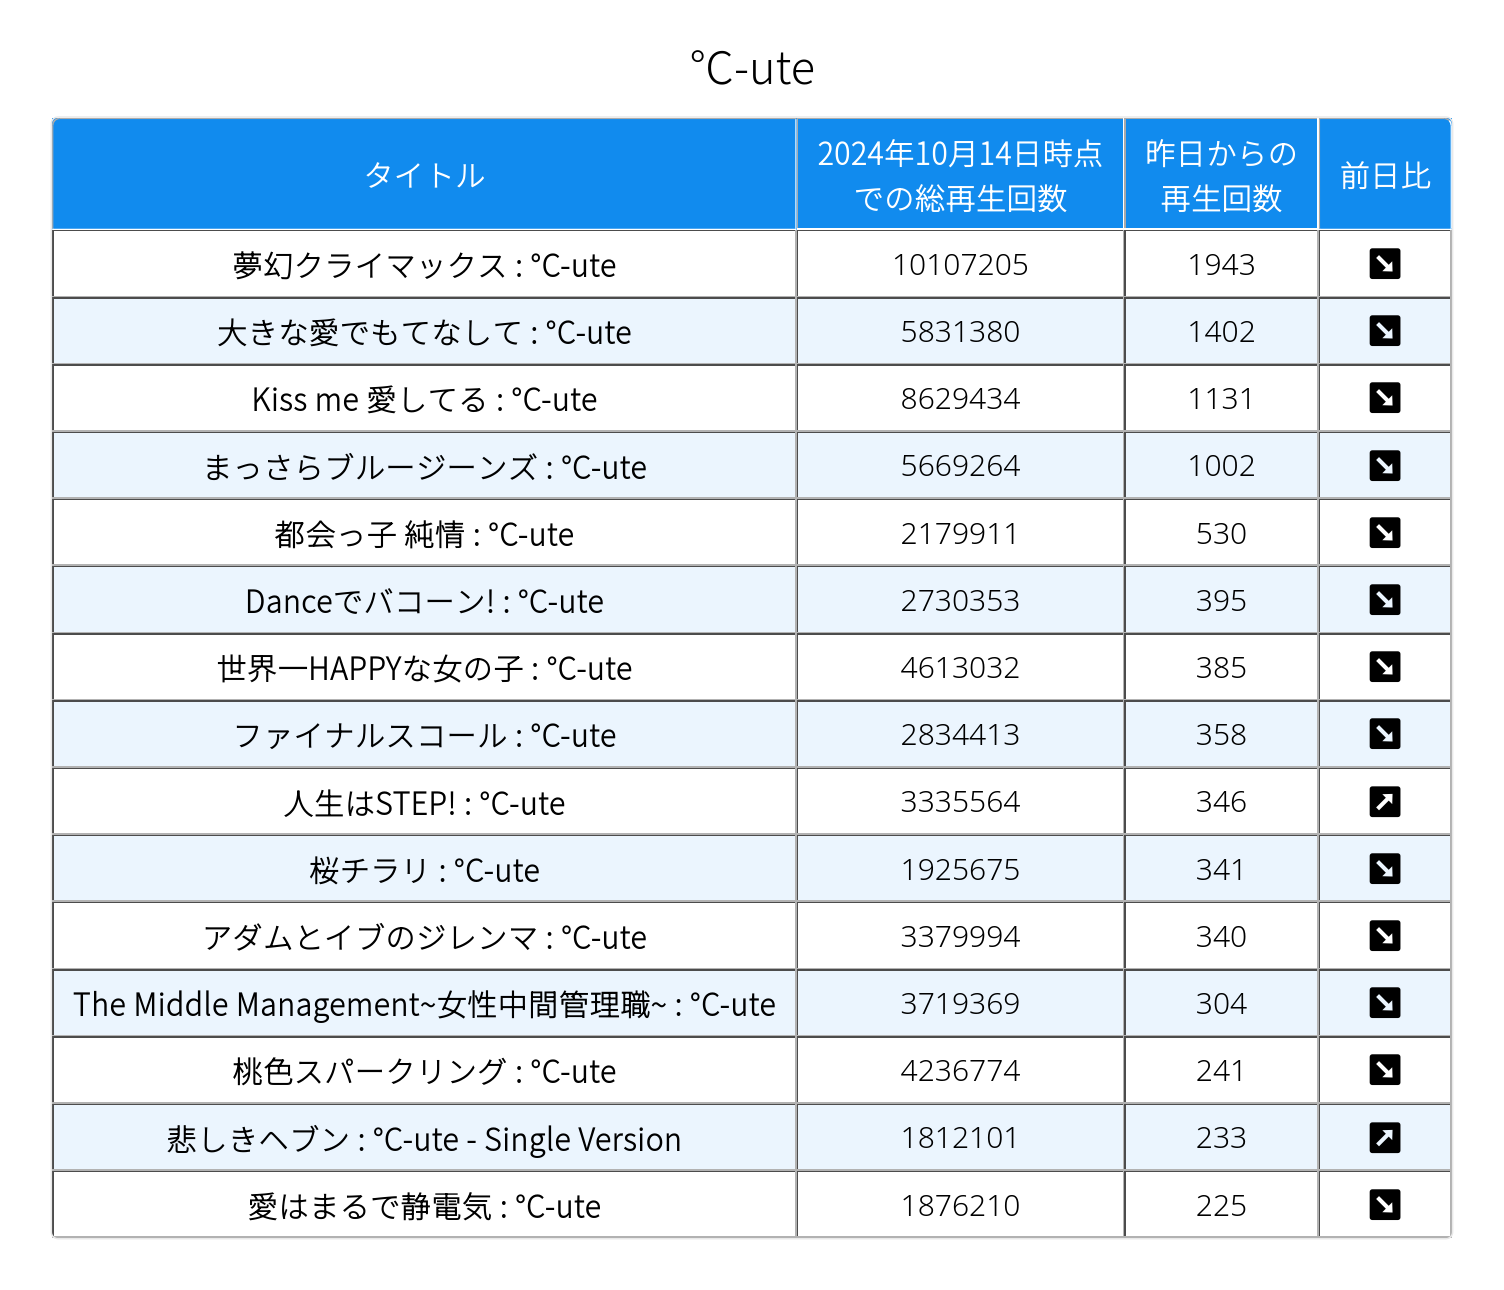 ℃-ute
タイトル
2024年10月14日時点
での総再生回数
昨日からの
再生回数
前日比
夢幻クライマックス : ℃-ute 10107205 1943 ↘
大きな愛でもてなして : ℃-ute 5831380 1402 ↘
Kiss me 愛してる : ℃-ute 8629434 1131 ↘
まっさらブルージーンズ : ℃-ute 5669264 1002 ↘
都会っ子 純情 : ℃-ute 2179911 530 ↘
Danceでバコーン! : ℃-ute 2730353 395 ↘
世界一HAPPYな女の子 : ℃-ute 4613032 385 ↘
ファイナルスコール : ℃-ute 2834413 358 ↘
人生はSTEP! : ℃-ute 3335564 346 ↗
桜チラリ : ℃-ute 1925675 341 ↘
アダムとイブのジレンマ : ℃-ute 3379994 340 ↘
The Middle Management~女性中間管理職~ : ℃-ute 3719369 304 ↘
桃色スパークリング : ℃-ute 4236774 241 ↘
悲しきヘブン : ℃-ute - Single Version 1812101 233 ↗
愛はまるで静電気 : ℃-ute 1876210 225 ↘